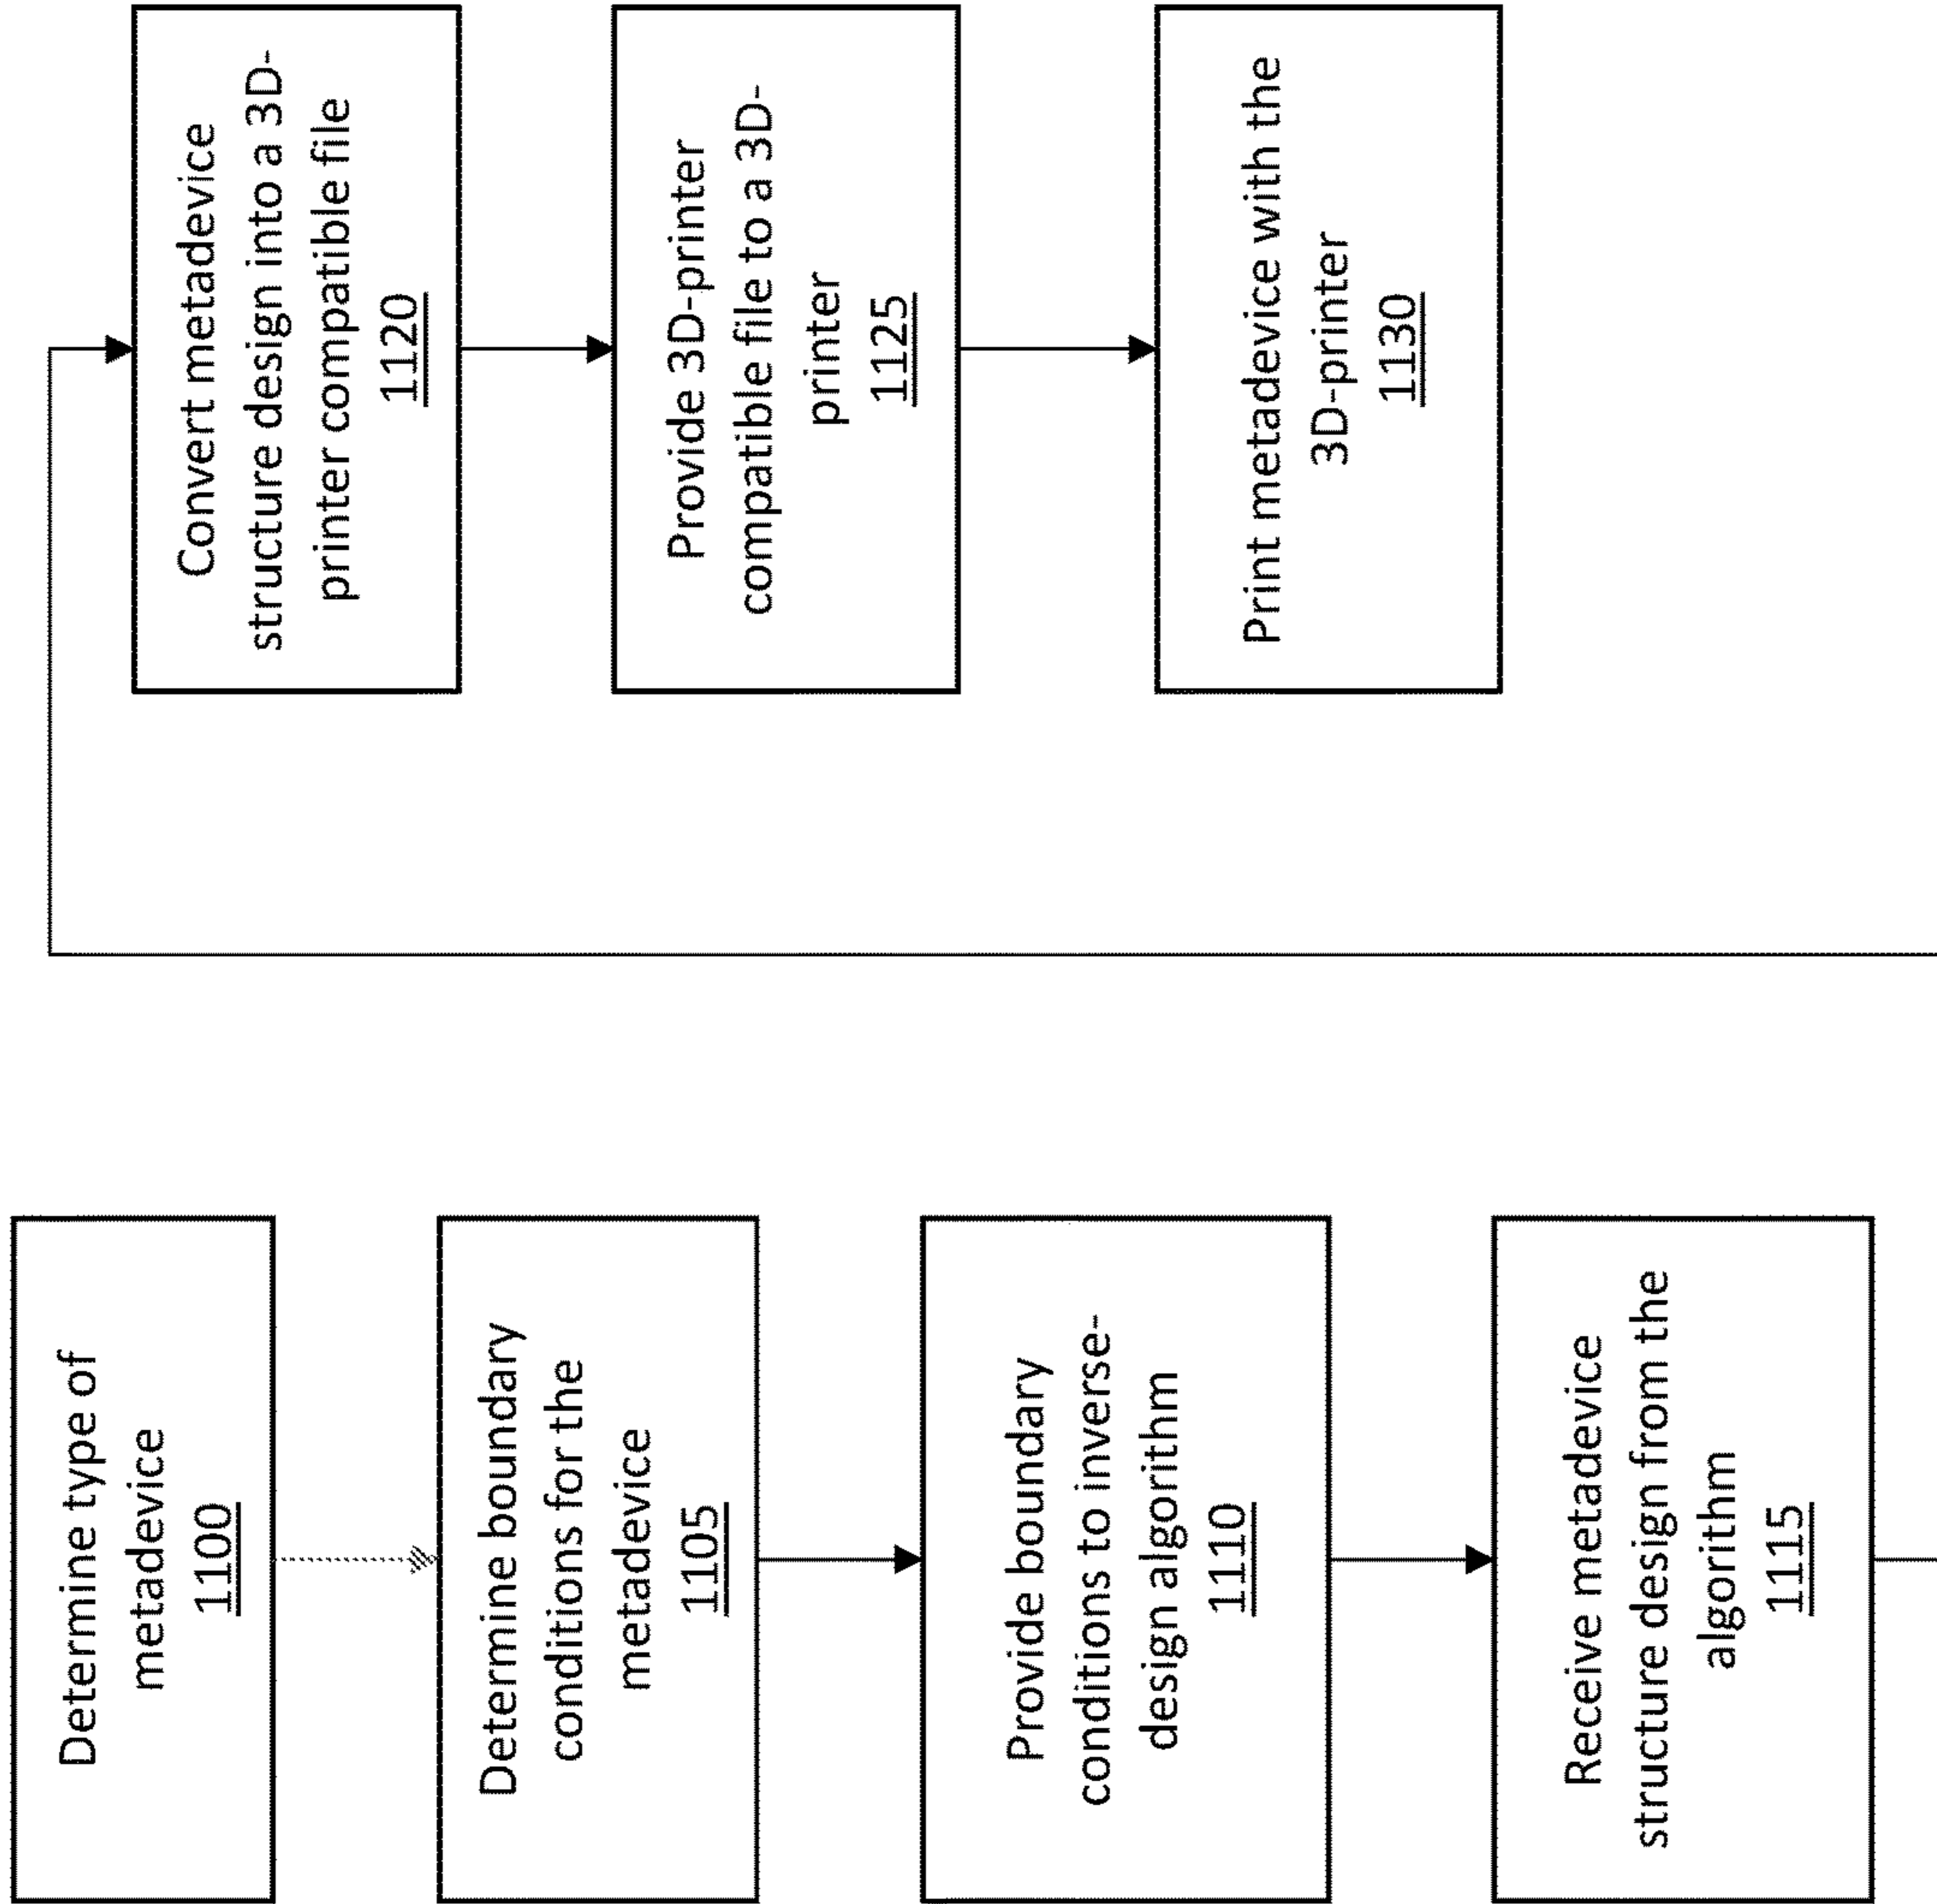 Determine type of
metadevice
1100
Determine boundary
conditions for the
metadevice
1105
Provide boundary
conditions to inverse-
design algorithm
1110
Receive metadevice
structure design from the
algorithm
1115
Convert metadevice
structure design into a 3D-
printer compatible file
1120
Provide 3D-printer
compatible file to a 3D-
printer
1125
Print metadevice with the
3D-printer
1130